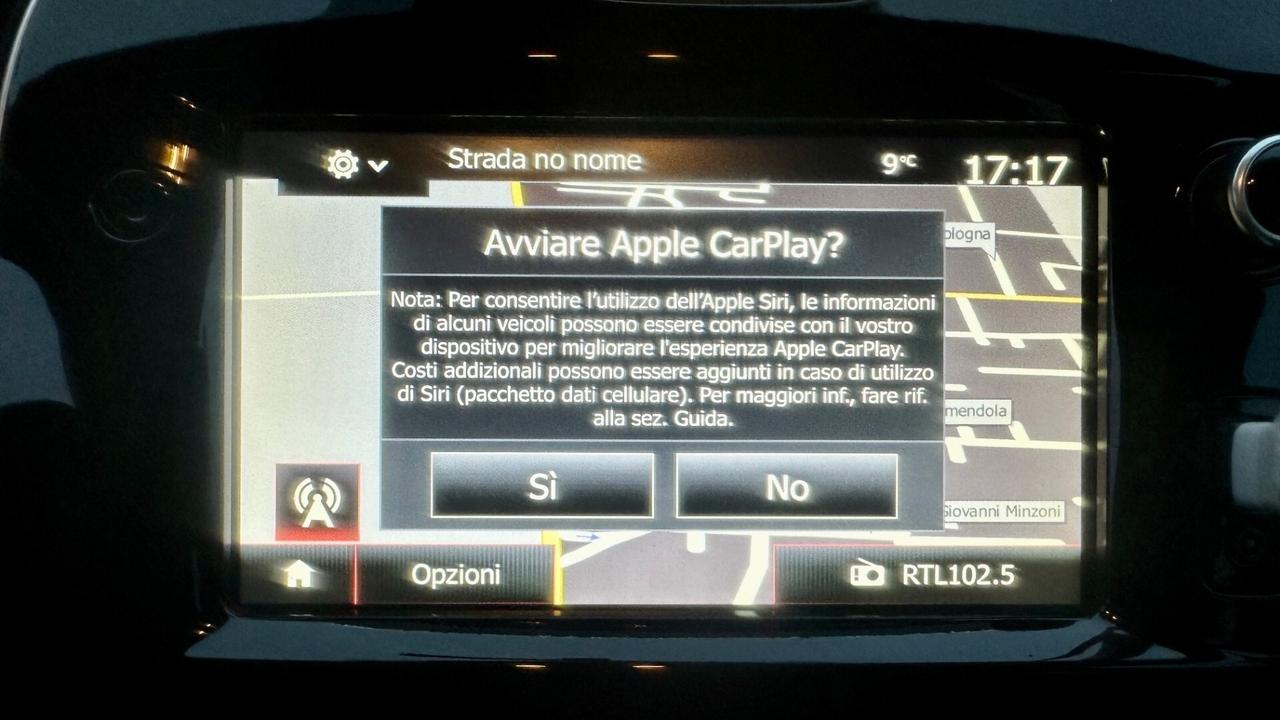 Strada no nome
9°C
17:17
Avviare Apple CarPlay?
Nota: Per consentire l'utilizzo dell'Apple Siri, le informazioni
di alcuni veicoli possono essere condivise con il vostro
dispositivo per migliorare l'esperienza Apple CarPlay.
Costi addizionali possono essere aggiunti in caso di utilizzo
di Siri (pacchetto dati cellulare). Per maggiori inf., fare rif.
alla sez. Guida.
ologna
mendola
Giovanni Minzoni
Sì
No
Opzioni
RTL102.5